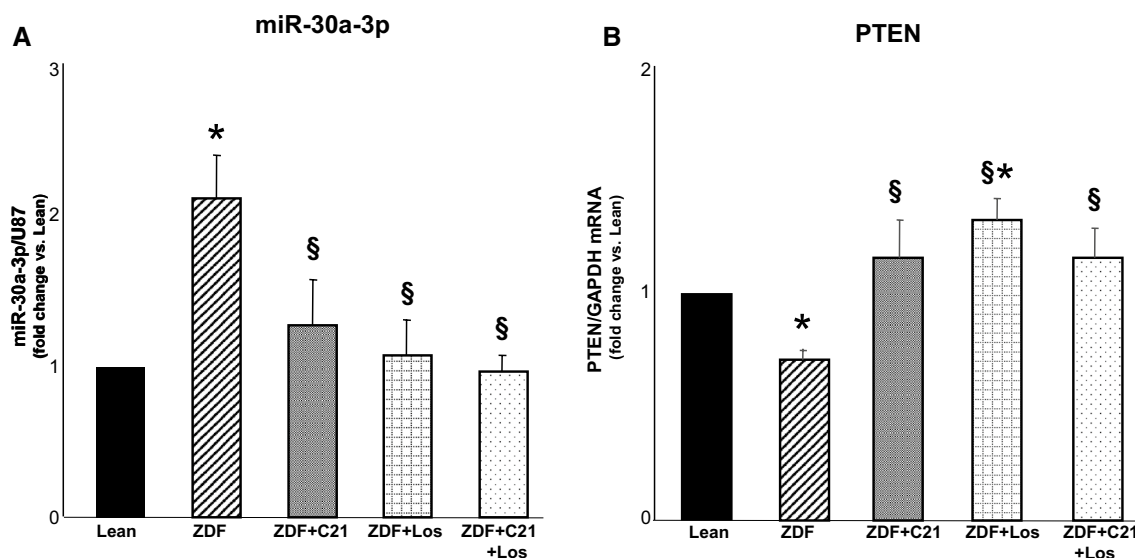 A
miR-30a-3p
miR-30a-3p/U87
(fold change vs. Lean)
3
2
1
0
*
§
§
§
Lean
ZDF
ZDF+C21
ZDF+Los
ZDF+C21
+Los
B
PTEN
PTEN/GAPDH mRNA
(fold change vs. Lean)
2
1
0
*
§
§*
§
Lean
ZDF
ZDF+C21
ZDF+Los
ZDF+C21
+Los